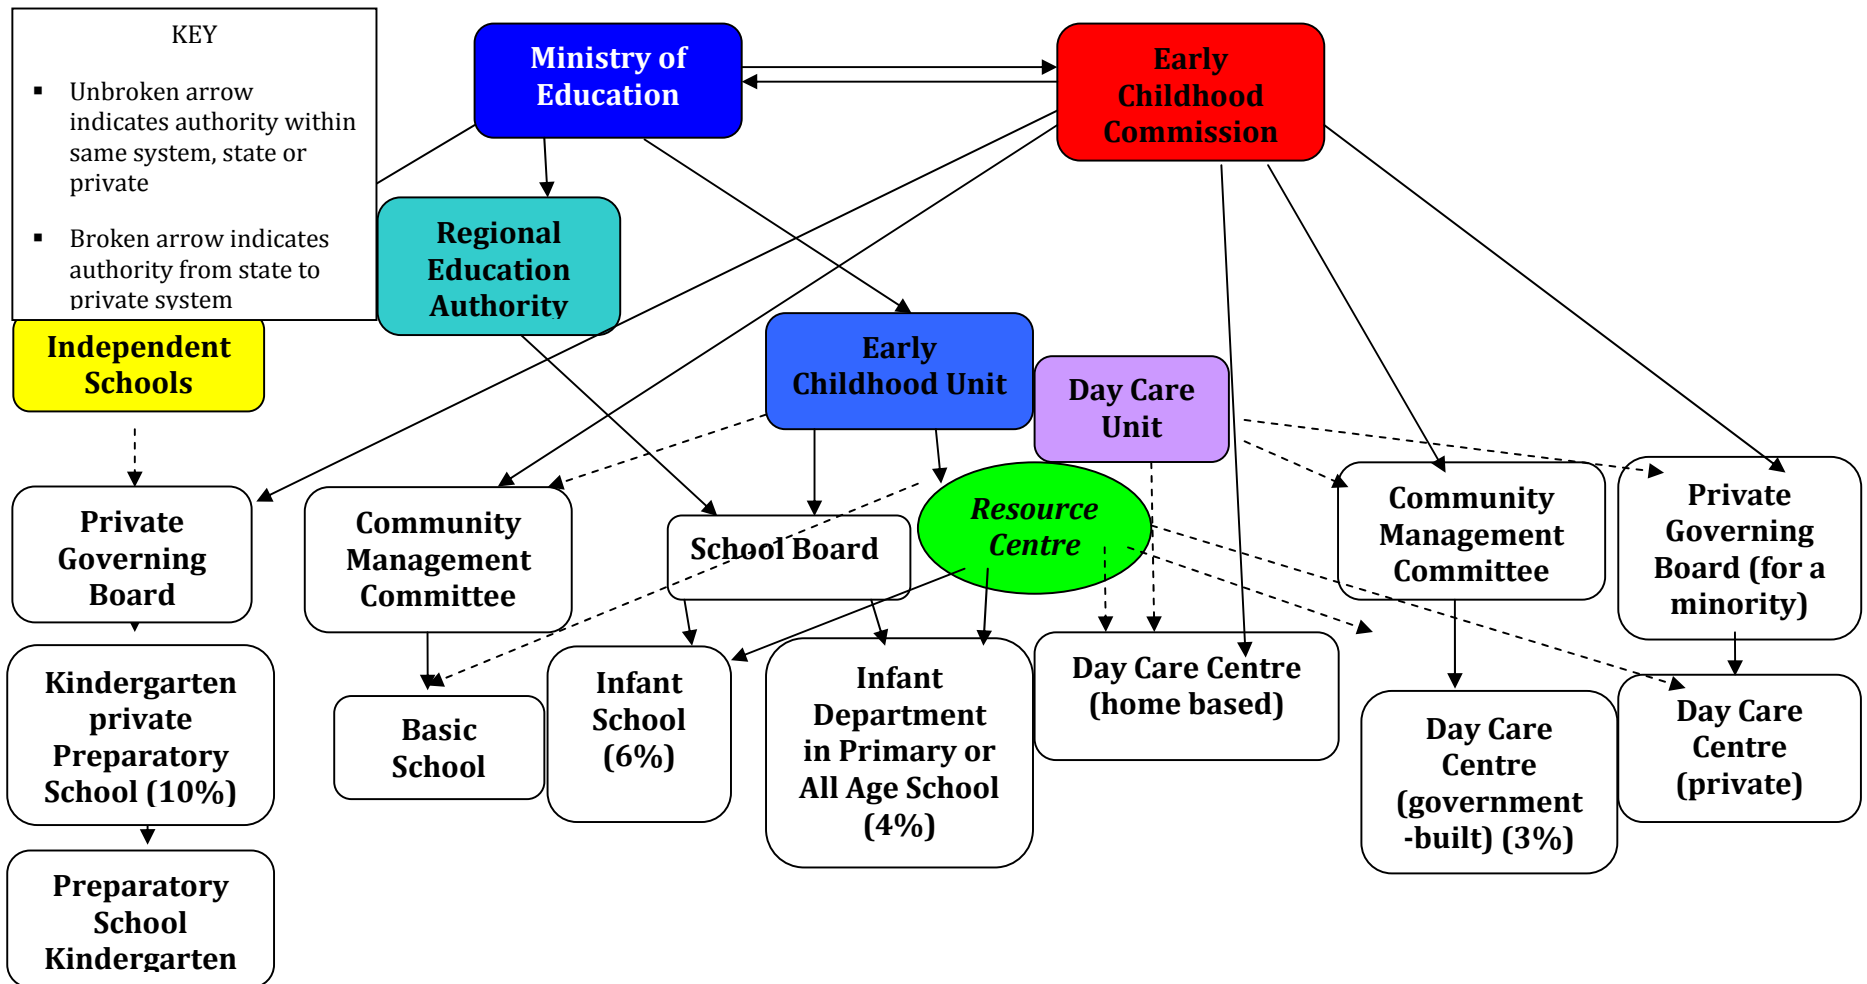 KEY
▪ Unbroken arrow
indicates authority within
same system, state or
private
▪ Broken arrow indicates
authority from state to
private system
Ministry of
Education
Early
Childhood
Commission
Regional
Education
Authority
Independent
Schools
Early
Childhood Unit
Day Care
Unit
Private
Governing
Board
Community
Management
Committee
School Board
Resource
Centre
Community
Management
Committee
Private
Governing
Board (for a
minority)
Kindergarten
private
Preparatory
School (10%)
Basic
School
Infant
School
(6%)
Infant
Department
in Primary or
All Age School
(4%)
Day Care Centre
(home based)
Day Care
Centre
(government
-built) (3%)
Day Care
Centre
(private)
Preparatory
School
Kindergarten